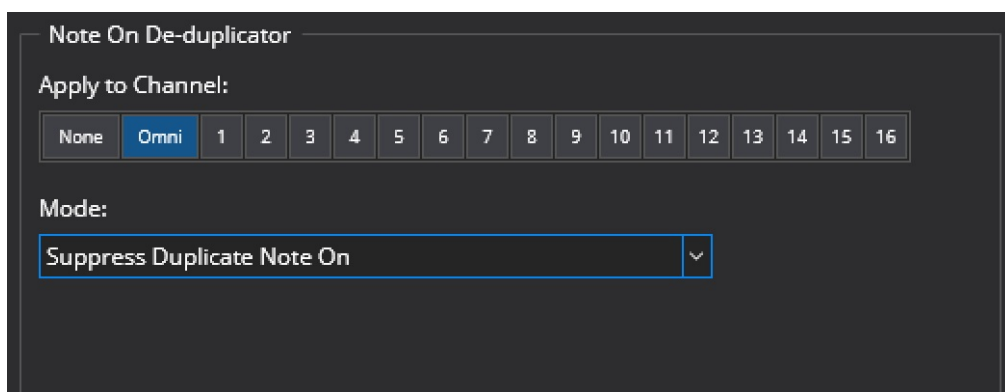 Note On De-duplicator
Apply to Channel:
None Omni 1 2 3 4 5 6 7 8 9 10 11 12 13 14 15 16
Mode:
Suppress Duplicate Note On